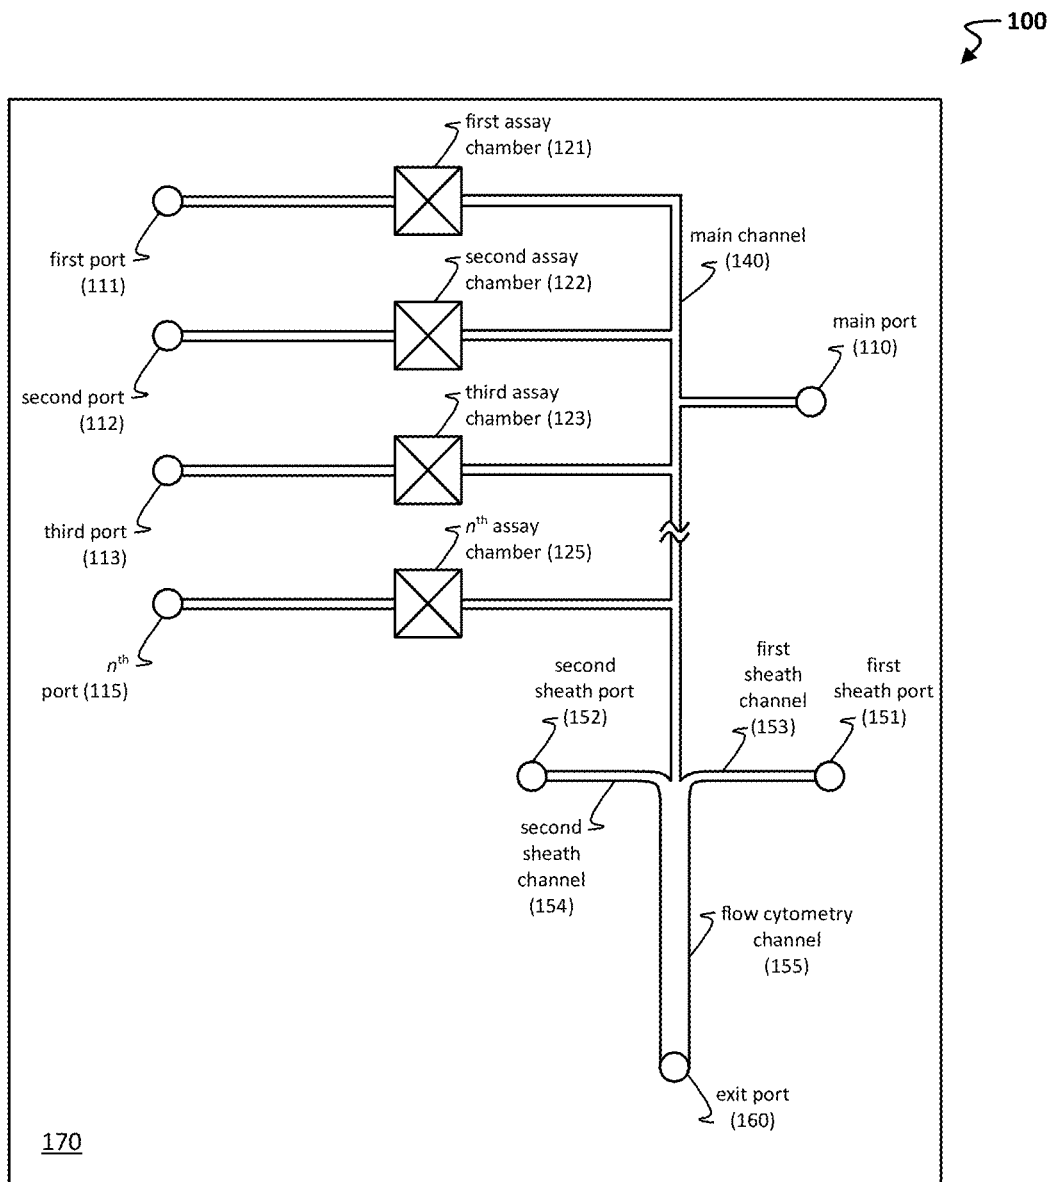 100
first assay
chamber (121)
first port
(111)
main channel
(140)
second assay
chamber (122)
main port
(110)
second port
(112)
third assay
chamber (123)
third port
(113)
nth assay
chamber (125)
nth
port (115)
second
sheath port
(152)
first
sheath
channel
(153)
first
sheath port
(151)
second
sheath
channel
(154)
flow cytometry
channel
(155)
exit port
(160)
170